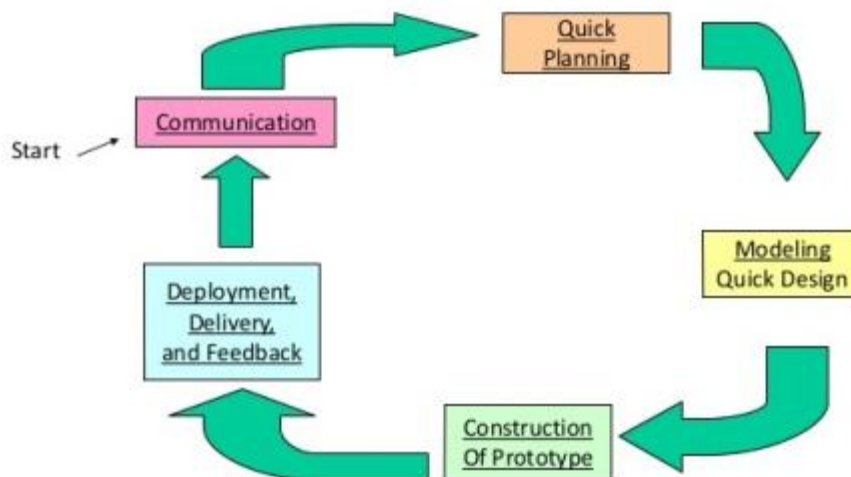 Quick
Planning
Communication
Start
Modeling
Quick Design
Deployment,
Delivery,
and Feedback
Construction
Of Prototype